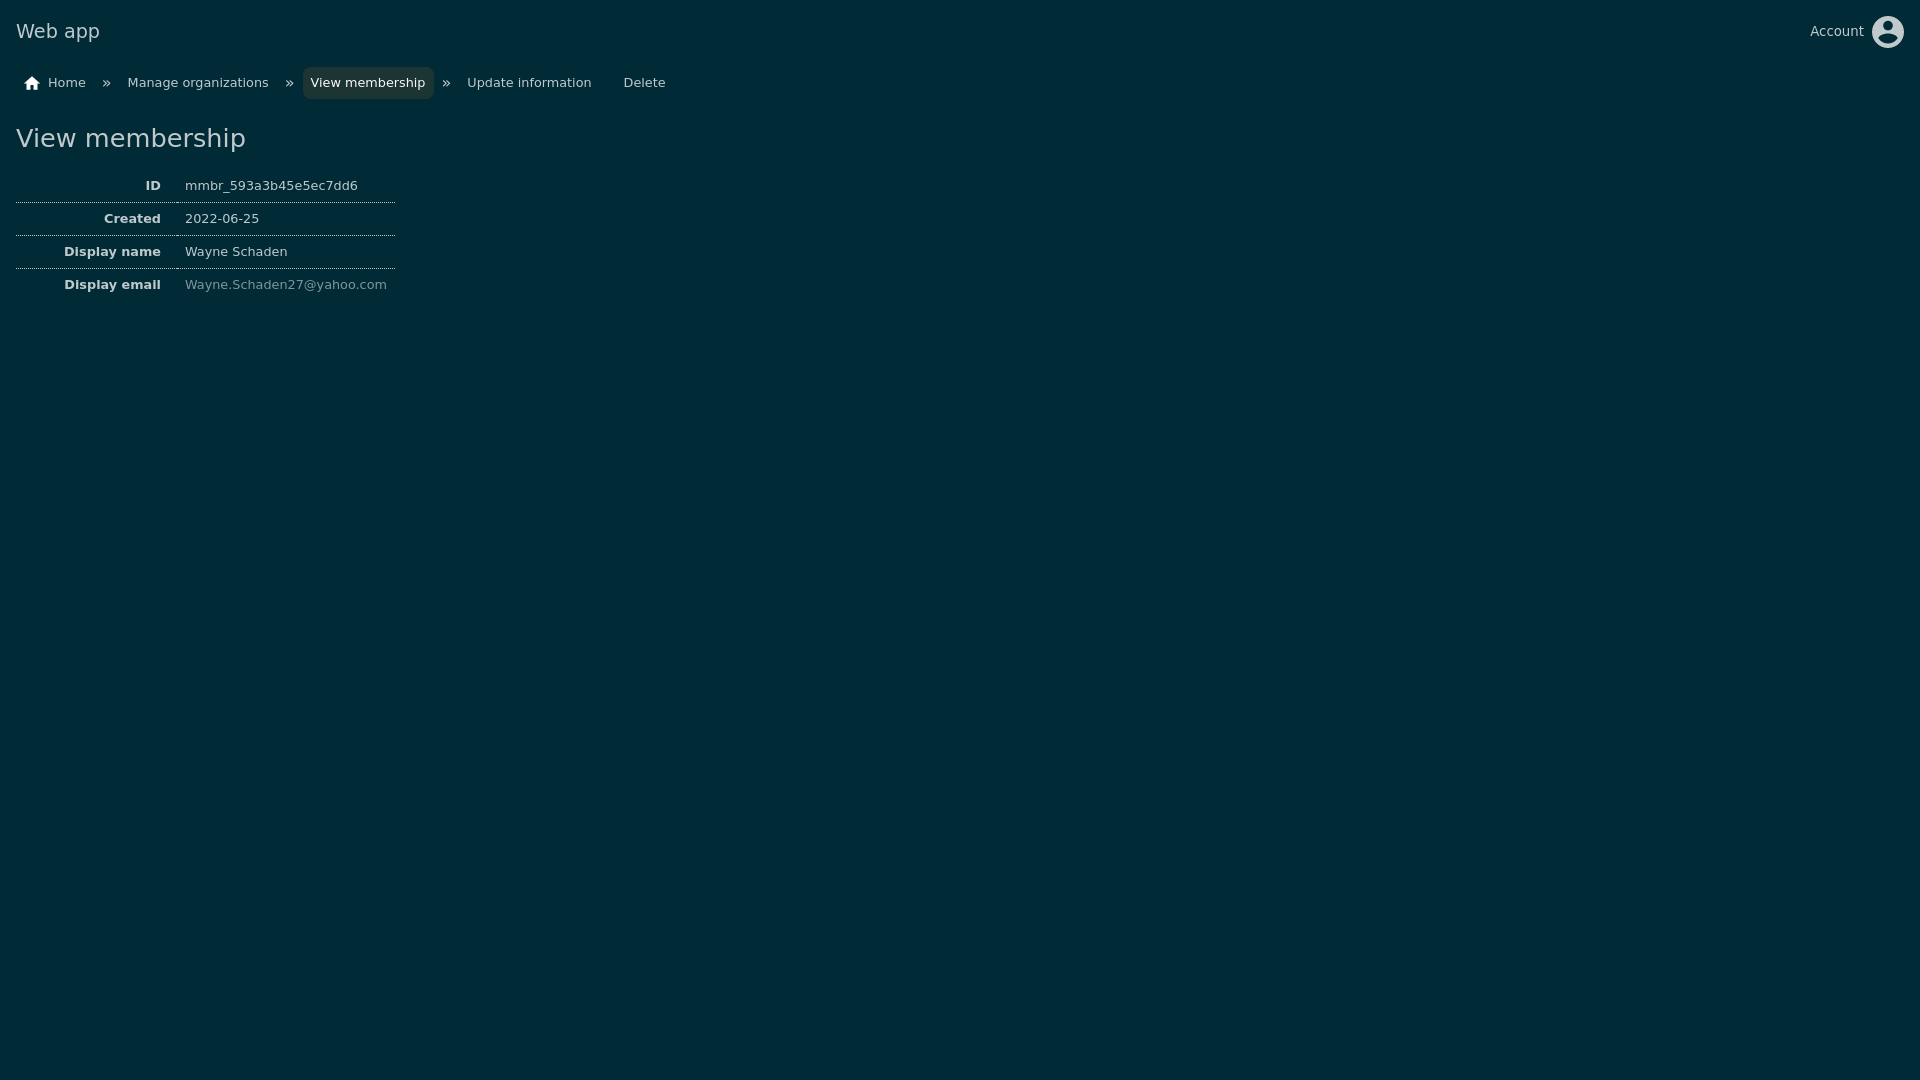 Web app
Account
Home » Manage organizations » View membership » Update information Delete
View membership
ID mmbr_593a3b45e5ec7dd6
Created 2022-06-25
Display name Wayne Schaden
Display email Wayne.Schaden27@yahoo.com